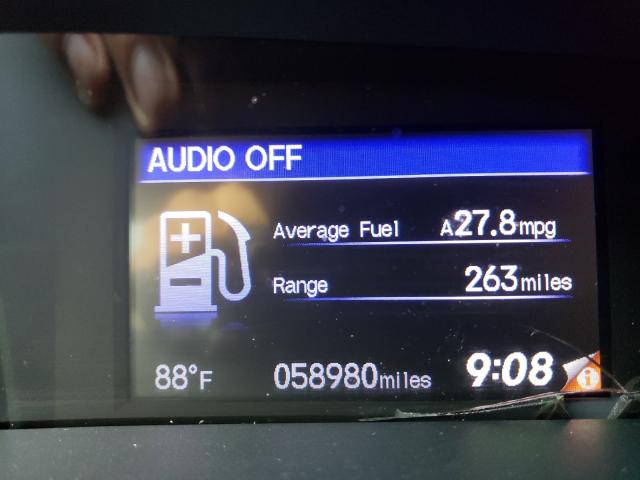 AUDIO OFF
Average Fuel A27.8mpg
Range 263miles
88°F 058980miles 9:08 i